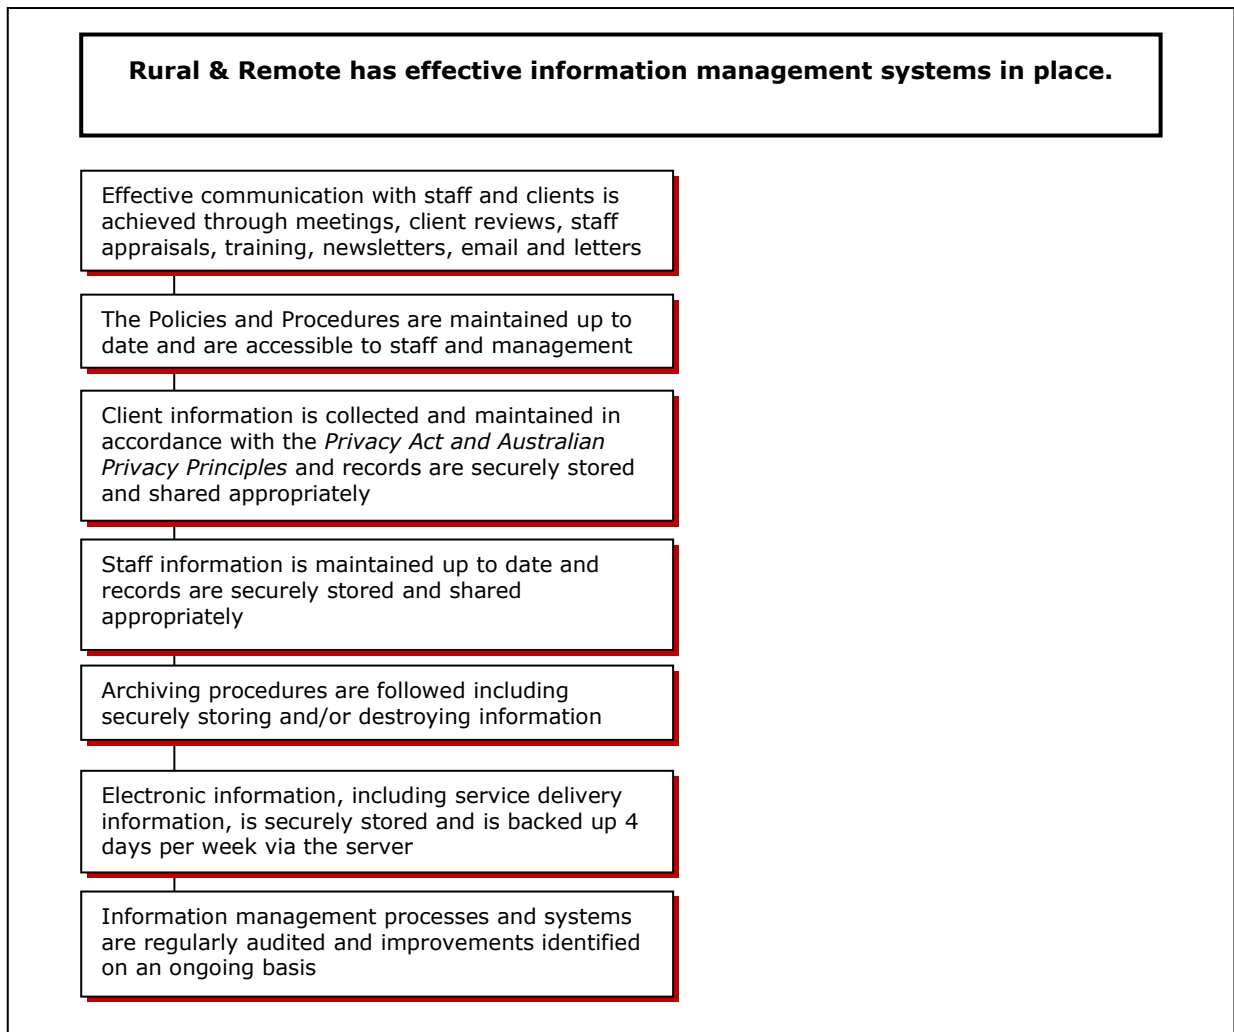 Rural & Remote has effective information management systems in place.
Effective communication with staff and clients is
achieved through meetings, client reviews, staff
appraisals, training, newsletters, email and letters
The Policies and Procedures are maintained up to
date and are accessible to staff and management
Client information is collected and maintained in
accordance with the Privacy Act and Australian
Privacy Principles and records are securely stored
and shared appropriately
Staff information is maintained up to date and
records are securely stored and shared
appropriately
Archiving procedures are followed including
securely storing and/or destroying information
Electronic information, including service delivery
information, is securely stored and is backed up 4
days per week via the server
Information management processes and systems
are regularly audited and improvements identified
on an ongoing basis